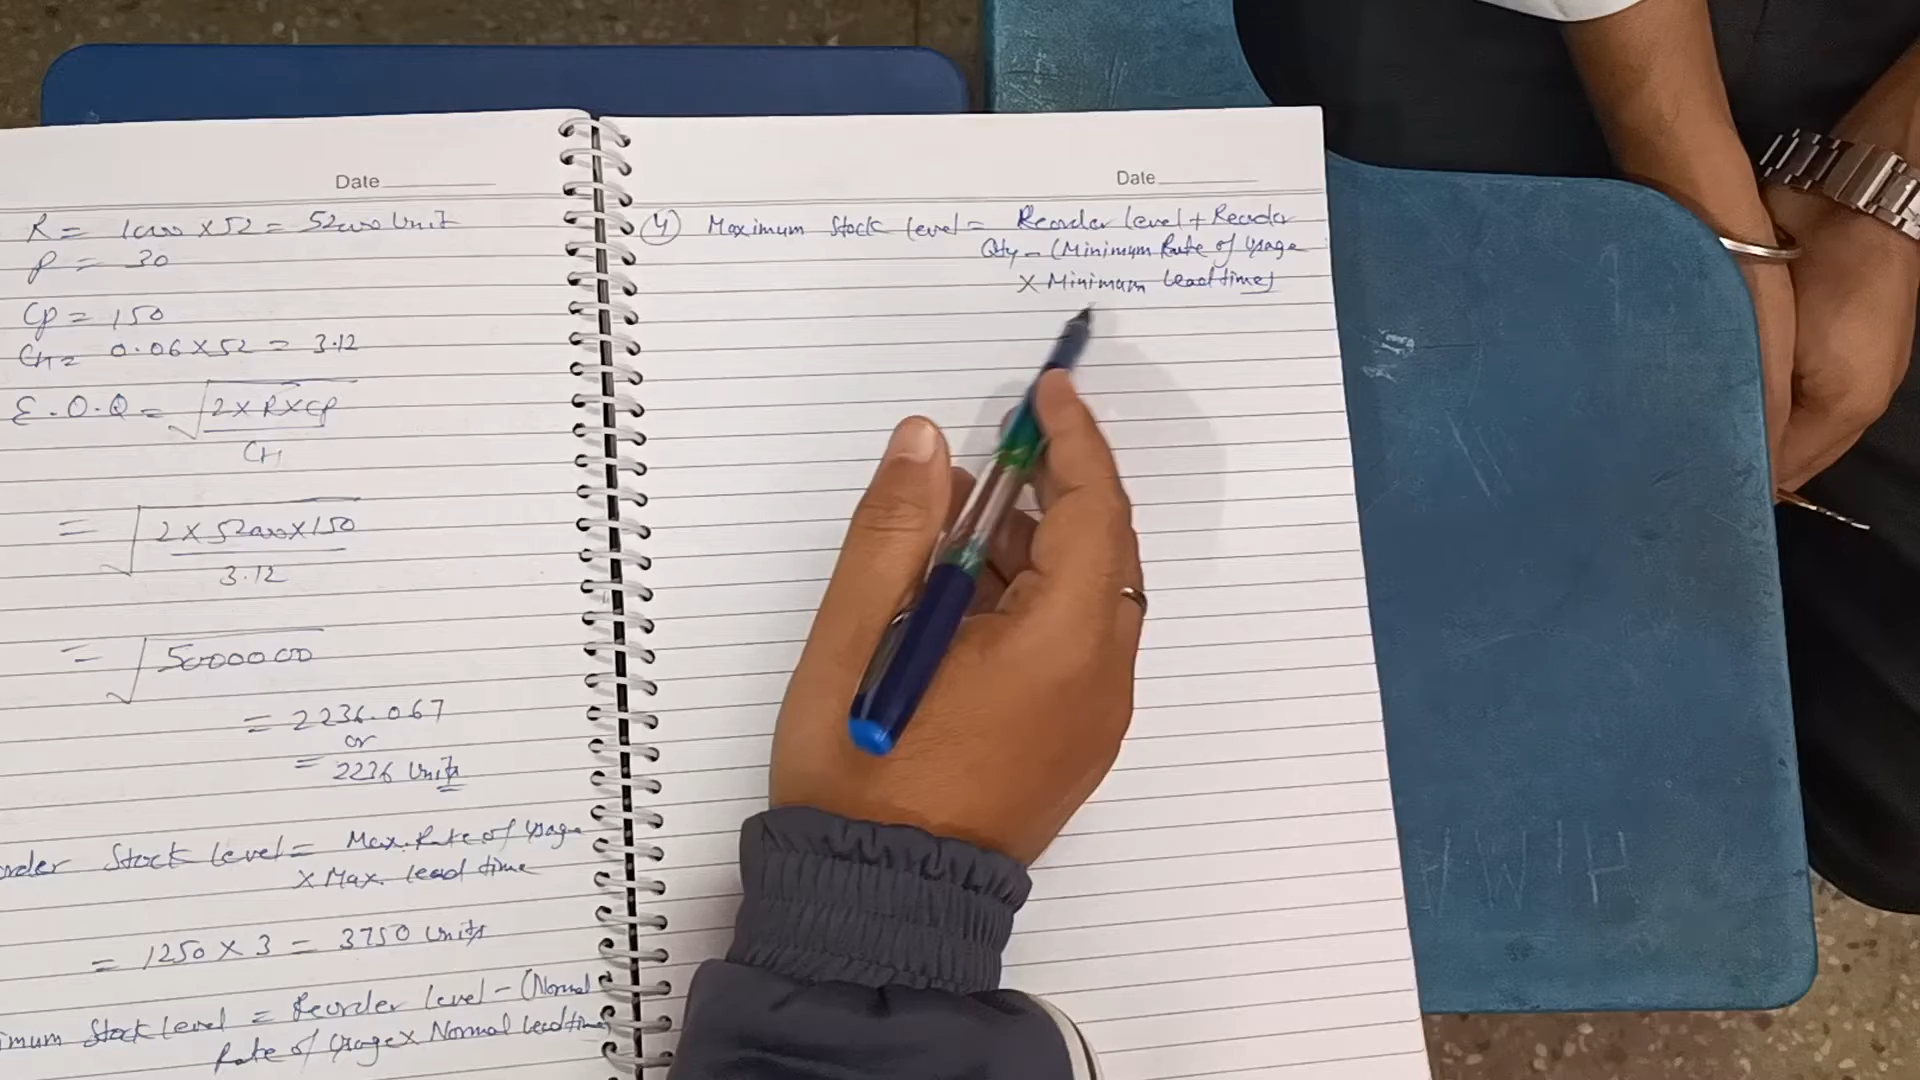 Date
R = 1000 x 52 = 52000 Unit
P = 30
Cp = 150
CH = 0.06 x 52 = 3.12
E.O.Q = √2 x R x Cp
CH
= √2 x 52000 x 150
3.12
= √5000000
= 2236.067
or
= 2236 Units
order Stock level = Max. Rate of Usage
x Max. lead time
= 1250 x 3 = 3750 Units
imum Stock level = Reorder level - (Normal
Rate of Usage x Normal lead time
Date
4) Maximum Stock level = Reorder level + Reorder
Qty - (Minimum Rate of Usage
x Minimum lead time)
H.W.W